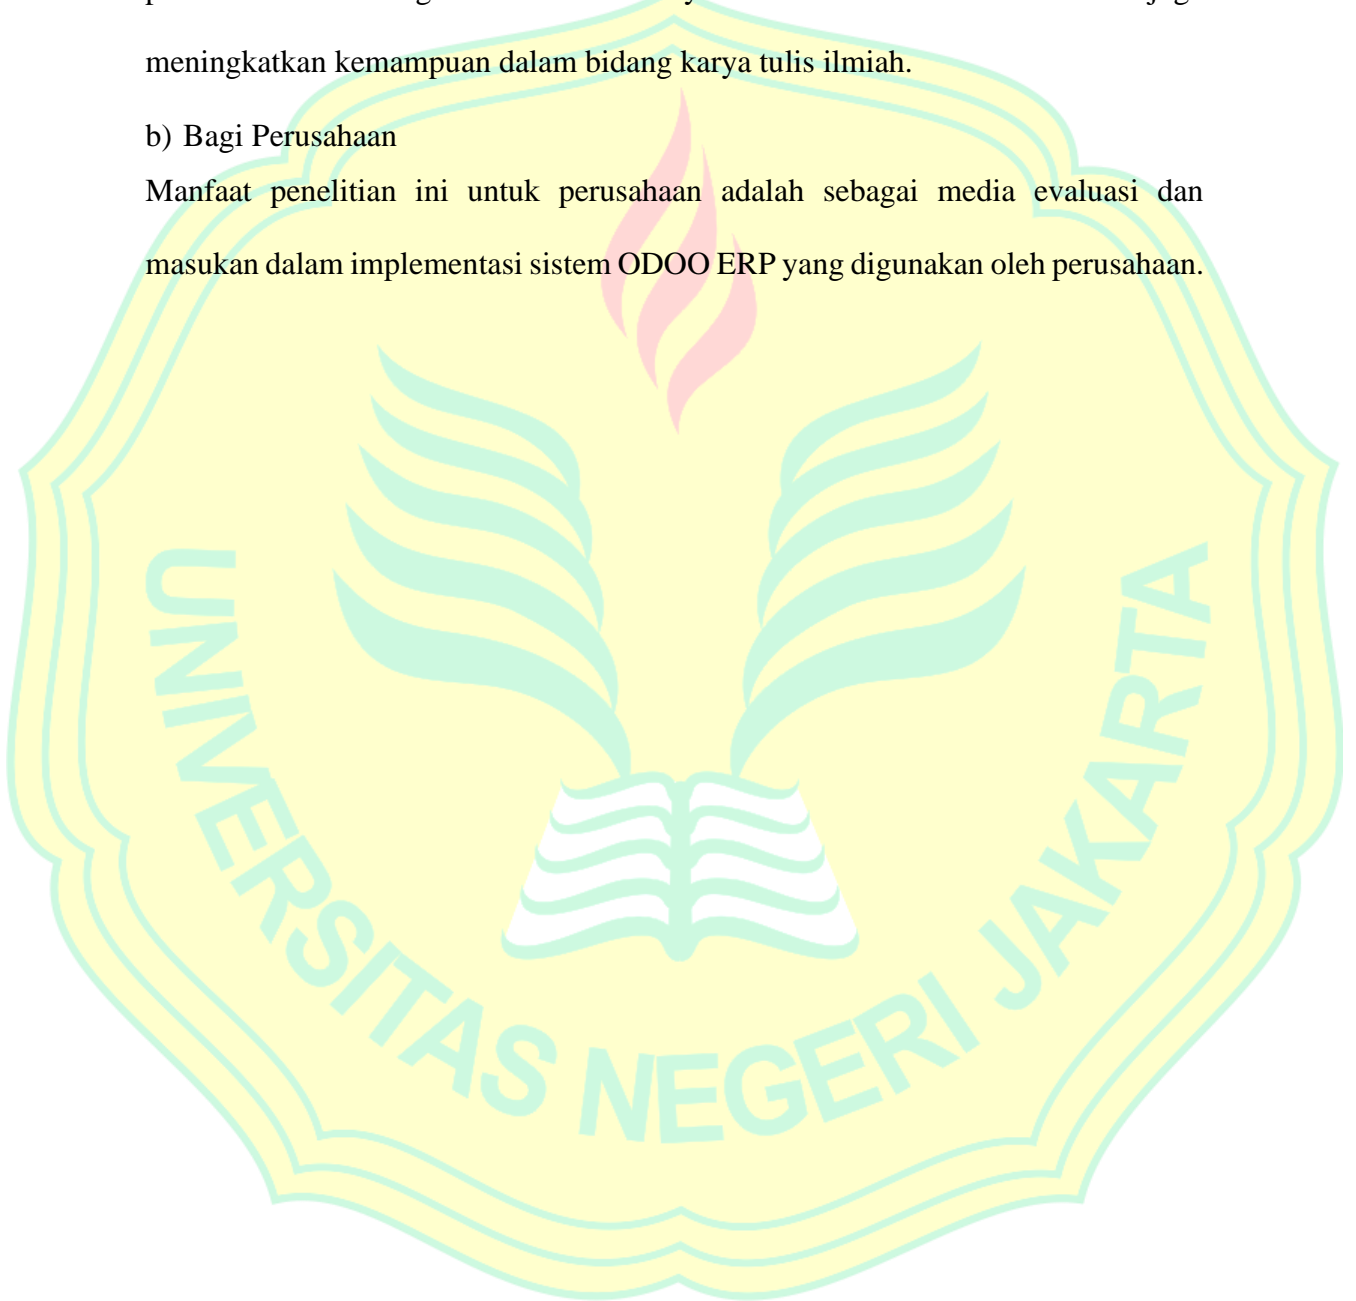 meningkatkan kemampuan dalam bidang karya tulis ilmiah.
b) Bagi Perusahaan
Manfaat penelitian ini untuk perusahaan adalah sebagai media evaluasi dan
masukan dalam implementasi sistem ODOO ERP yang digunakan oleh perusahaan.
UNIVERSITAS NEGERI JAKARTA